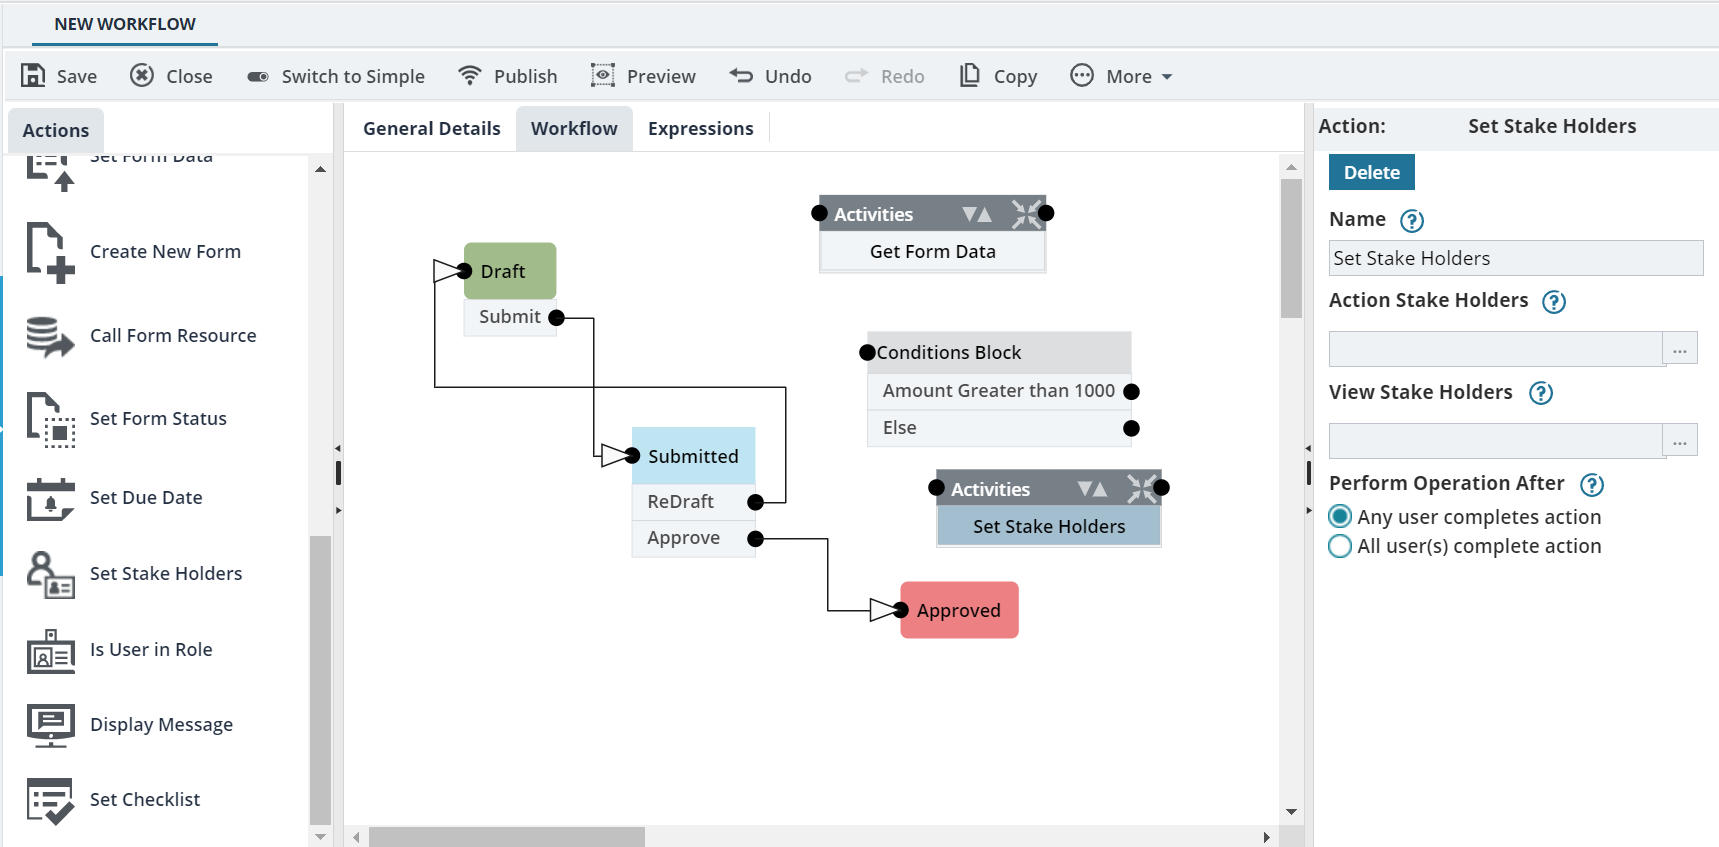 NEW WORKFLOW
Save Close Switch to Simple Publish Preview Undo Redo Copy More
Actions
Set Form Data
Create New Form
Call Form Resource
Set Form Status
Set Due Date
Set Stake Holders
Is User in Role
Display Message
Set Checklist
General Details Workflow Expressions
Activities
Get Form Data
Draft
Submit
Conditions Block
Amount Greater than 1000
Else
Submitted
ReDraft
Approve
Activities
Set Stake Holders
Approved
Action: Set Stake Holders
Delete
Name ?
Set Stake Holders
Action Stake Holders ?
...
View Stake Holders ?
...
Perform Operation After ?
Any user completes action
All user(s) complete action